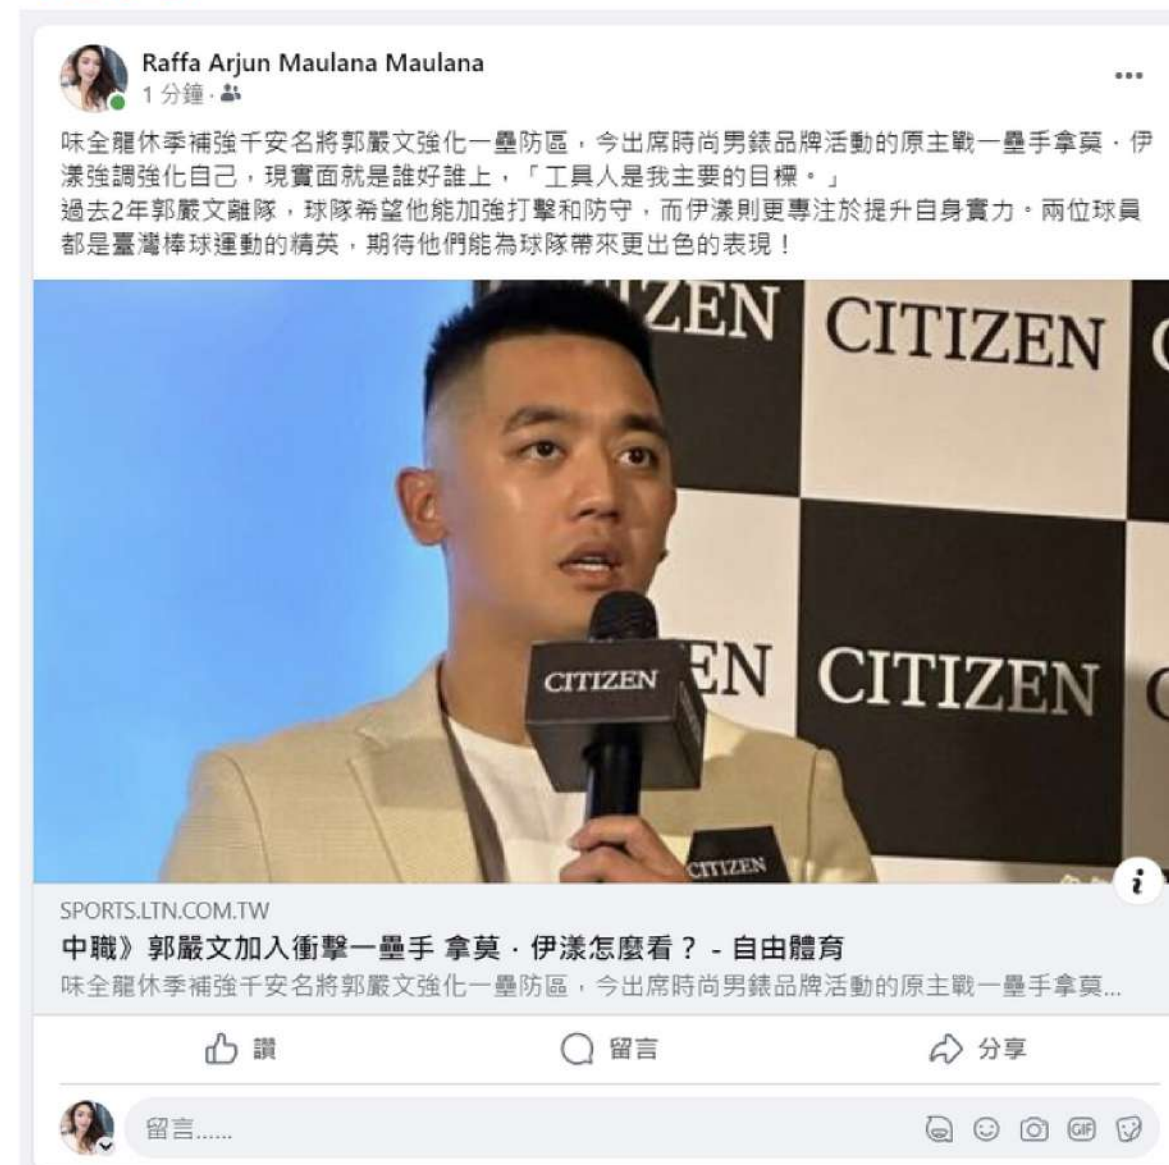 Raffa Arjun Maulana Maulana
1 分鐘 ·
味全龍休季補強千安名將郭嚴文強化一壘防區，今出席時尚男錶品牌活動的原主戰一壘手拿莫．伊
漾強調強化自己，現實面就是誰好誰上，「工具人是我主要的目標。」
過去2年郭嚴文離隊，球隊希望他能加強打擊和防守，而伊漾則更專注於提升自身實力。兩位球員
都是臺灣棒球運動的精英，期待他們能為球隊帶來更出色的表現！
IZEN CITIZEN C
CITIZEN EN CITIZEN C
CITIZEN
SPORTS.LTN.COM.TW
中職》郭嚴文加入衝擊一壘手 拿莫．伊漾怎麼看？ - 自由體育
味全龍休季補強千安名將郭嚴文強化一壘防區，今出席時尚男錶品牌活動的原主戰一壘手拿莫...
讚 留言 分享
留言......
GIF